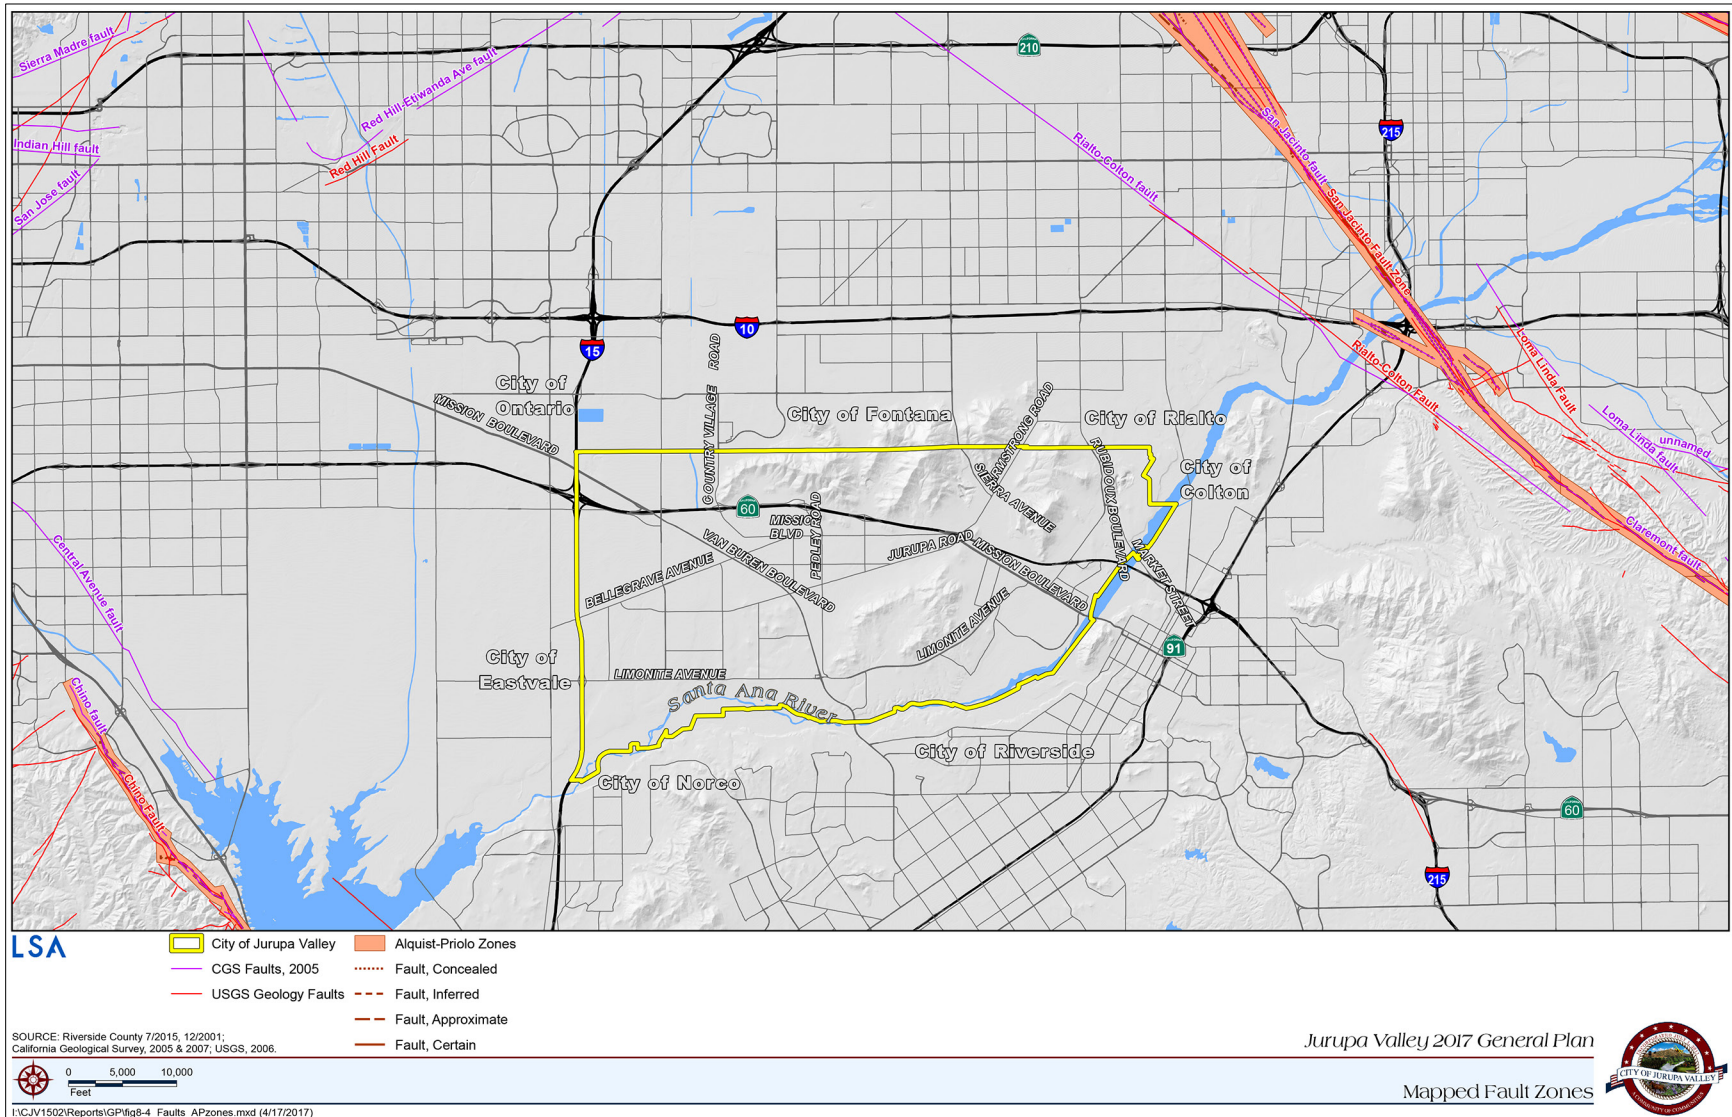 Sierra Madre fault
Red Hill-Etiwanda Ave fault
210
Indian Hill fault
Red Hill Fault
San Jose fault
Rialto-Colton fault
San Jacinto fault
215
San Jacinto Fault Zone
10
15
Rialto-Colton Fault
Loma Linda Fault
Loma Linda fault
unnamed
Claremont fault
City of
Ontario
MISSION BOULEVARD
COUNTRY VILLAGE ROAD
City of Fontana
ARMSTRONG ROAD
City of Rialto
SIERRA AVENUE
RUBIDOUX BOULEVARD
City of
Colton
60
MISSION
BLVD
PEDLEY ROAD
VAN BUREN BOULEVARD
JURUPA ROAD
MISSION BOULEVARD
MARKET STREET
BELLEGRAVE AVENUE
LIMONITE AVENUE
91
Central Avenue fault
City of
Eastvale
LIMONITE AVENUE
Santa Ana River
City of Riverside
City of Norco
Chino fault
Chino Fault
60
215
LSA
City of Jurupa Valley
CGS Faults, 2005
USGS Geology Faults
Alquist-Priolo Zones
Fault, Concealed
Fault, Inferred
Fault, Approximate
Fault, Certain
SOURCE: Riverside County 7/2015, 12/2001;
California Geological Survey, 2005 & 2007; USGS, 2006.
0 5,000 10,000
Feet
I:\CJV1502\Reports\GP\fig8-4_Faults_APzones.mxd (4/17/2017)
Jurupa Valley 2017 General Plan
Mapped Fault Zones
CITY OF JURUPA VALLEY
A COMMUNITY OF COMMUNITIES